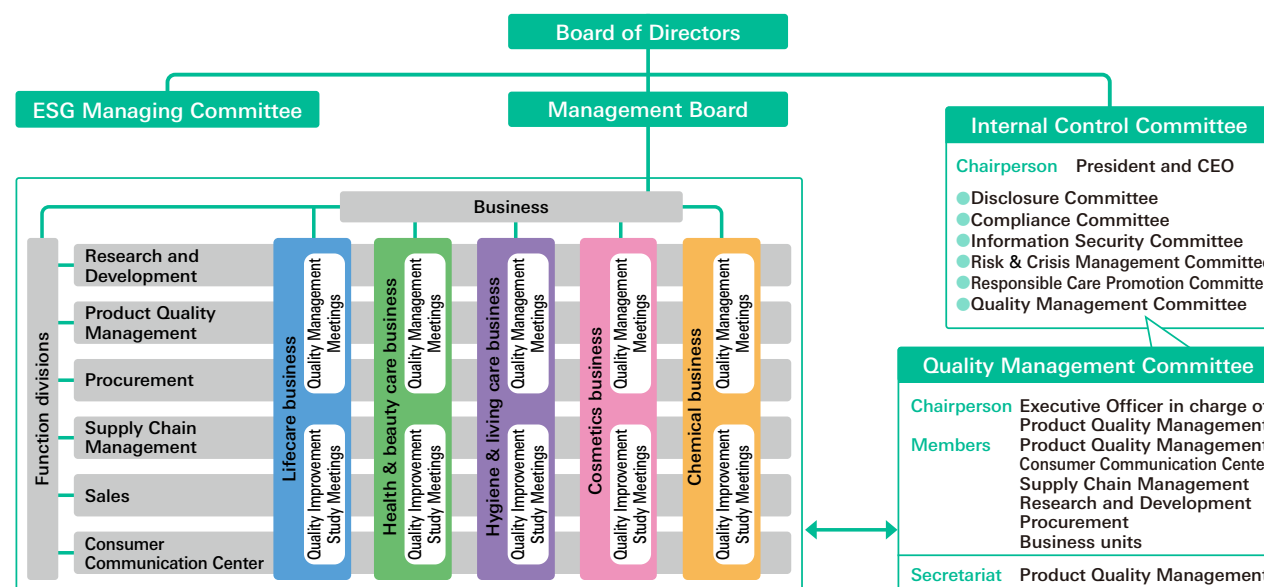 Board of Directors
ESG Managing Committee
Management Board
Internal Control Committee
Chairperson President and CEO
●Disclosure Committee
●Compliance Committee
●Information Security Committee
●Risk & Crisis Management Committee
●Responsible Care Promotion Committe
●Quality Management Committee
Business
Function divisions
Research and
Development
Product Quality
Management
Procurement
Supply Chain
Management
Sales
Consumer
Communication Center
Lifecare business
Quality Management
Meetings
Quality Improvement
Study Meetings
Health & beauty care business
Quality Management
Meetings
Quality Improvement
Study Meetings
Hygiene & living care business
Quality Management
Meetings
Quality Improvement
Study Meetings
Cosmetics business
Quality Management
Meetings
Quality Improvement
Study Meetings
Chemical business
Quality Management
Meetings
Quality Improvement
Study Meetings
Quality Management Committee
Chairperson Executive Officer in charge of
Product Quality Management
Members Product Quality Management
Consumer Communication Center
Supply Chain Management
Research and Development
Procurement
Business units
Secretariat Product Quality Management